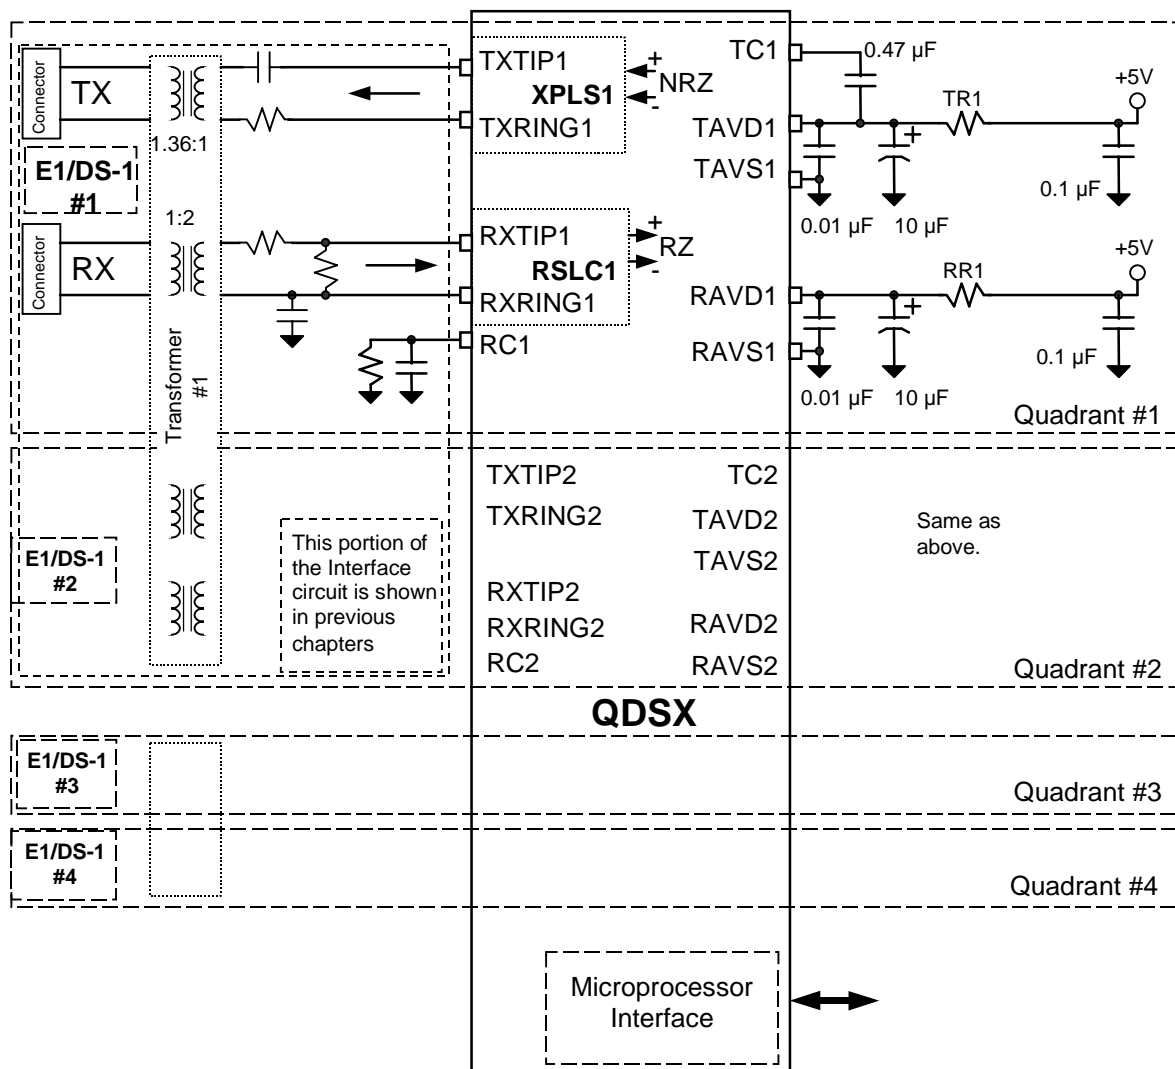 Connector
TX
1.36:1
E1/DS-1
#1
1:2
Connector
RX
Transformer
#1
TXTIP1
XPLS1
TXRING1
+
NRZ
-
RXTIP1
RSLC1
RXRING1
+
RZ
-
RC1
TC1
0.47 µF
+5V
TAVD1
TR1
+
TAVS1
0.1 µF
0.01 µF
10 µF
+5V
RAVD1
RR1
+
RAVS1
0.1 µF
0.01 µF
10 µF
Quadrant #1
E1/DS-1
#2
This portion of
the Interface
circuit is shown
in previous
chapters
TXTIP2
TXRING2
RXTIP2
RXRING2
RC2
TC2
TAVD2
TAVS2
RAVD2
RAVS2
Same as
above.
Quadrant #2
QDSX
E1/DS-1
#3
Quadrant #3
E1/DS-1
#4
Quadrant #4
Microprocessor
Interface